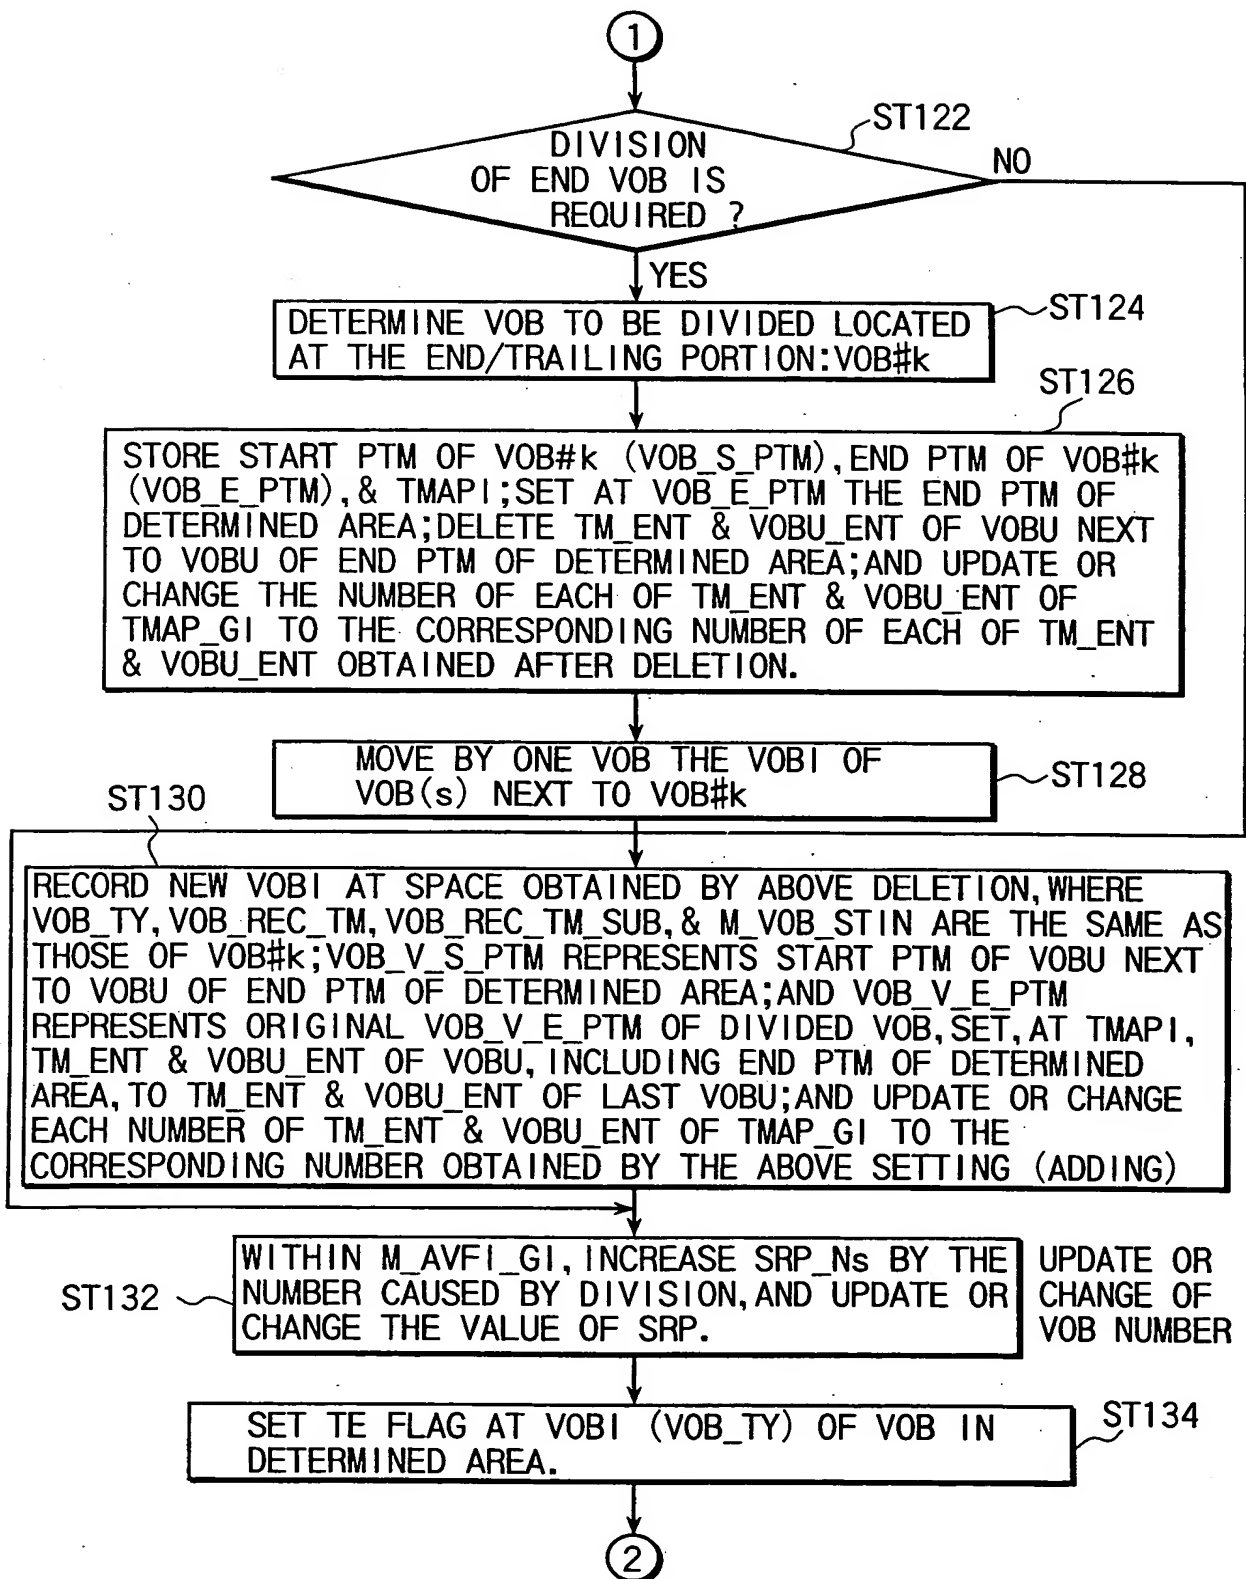 1
ST122
DIVISION
OF END VOB IS
REQUIRED ?
NO
YES
ST124
DETERMINE VOB TO BE DIVIDED LOCATED
AT THE END/TRAILING PORTION:VOB#k
ST126
STORE START PTM OF VOB#k (VOB_S_PTM),END PTM OF VOB#k
(VOB_E_PTM),& TMAPI;SET AT VOB_E_PTM THE END PTM OF
DETERMINED AREA;DELETE TM_ENT & VOBU_ENT OF VOBU NEXT
TO VOBU OF END PTM OF DETERMINED AREA;AND UPDATE OR
CHANGE THE NUMBER OF EACH OF TM_ENT & VOBU_ENT OF
TMAP_GI TO THE CORRESPONDING NUMBER OF EACH OF TM_ENT
& VOBU_ENT OBTAINED AFTER DELETION.
MOVE BY ONE VOB THE VOBI OF
VOB(s) NEXT TO VOB#k
ST128
ST130
RECORD NEW VOBI AT SPACE OBTAINED BY ABOVE DELETION,WHERE
VOB_TY,VOB_REC_TM,VOB_REC_TM_SUB,& M_VOB_STIN ARE THE SAME AS
THOSE OF VOB#k;VOB_V_S_PTM REPRESENTS START PTM OF VOBU NEXT
TO VOBU OF END PTM OF DETERMINED AREA;AND VOB_V_E_PTM
REPRESENTS ORIGINAL VOB_V_E_PTM OF DIVIDED VOB,SET,AT TMAPI,
TM_ENT & VOBU_ENT OF VOBU,INCLUDING END PTM OF DETERMINED
AREA,TO TM_ENT & VOBU_ENT OF LAST VOBU;AND UPDATE OR CHANGE
EACH NUMBER OF TM_ENT & VOBU_ENT OF TMAP_GI TO THE
CORRESPONDING NUMBER OBTAINED BY THE ABOVE SETTING (ADDING)
ST132
WITHIN M_AVFI_GI,INCREASE SRP_Ns BY THE
NUMBER CAUSED BY DIVISION,AND UPDATE OR
CHANGE THE VALUE OF SRP.
UPDATE OR
CHANGE OF
VOB NUMBER
SET TE FLAG AT VOBI (VOB_TY) OF VOB IN
DETERMINED AREA.
ST134
2